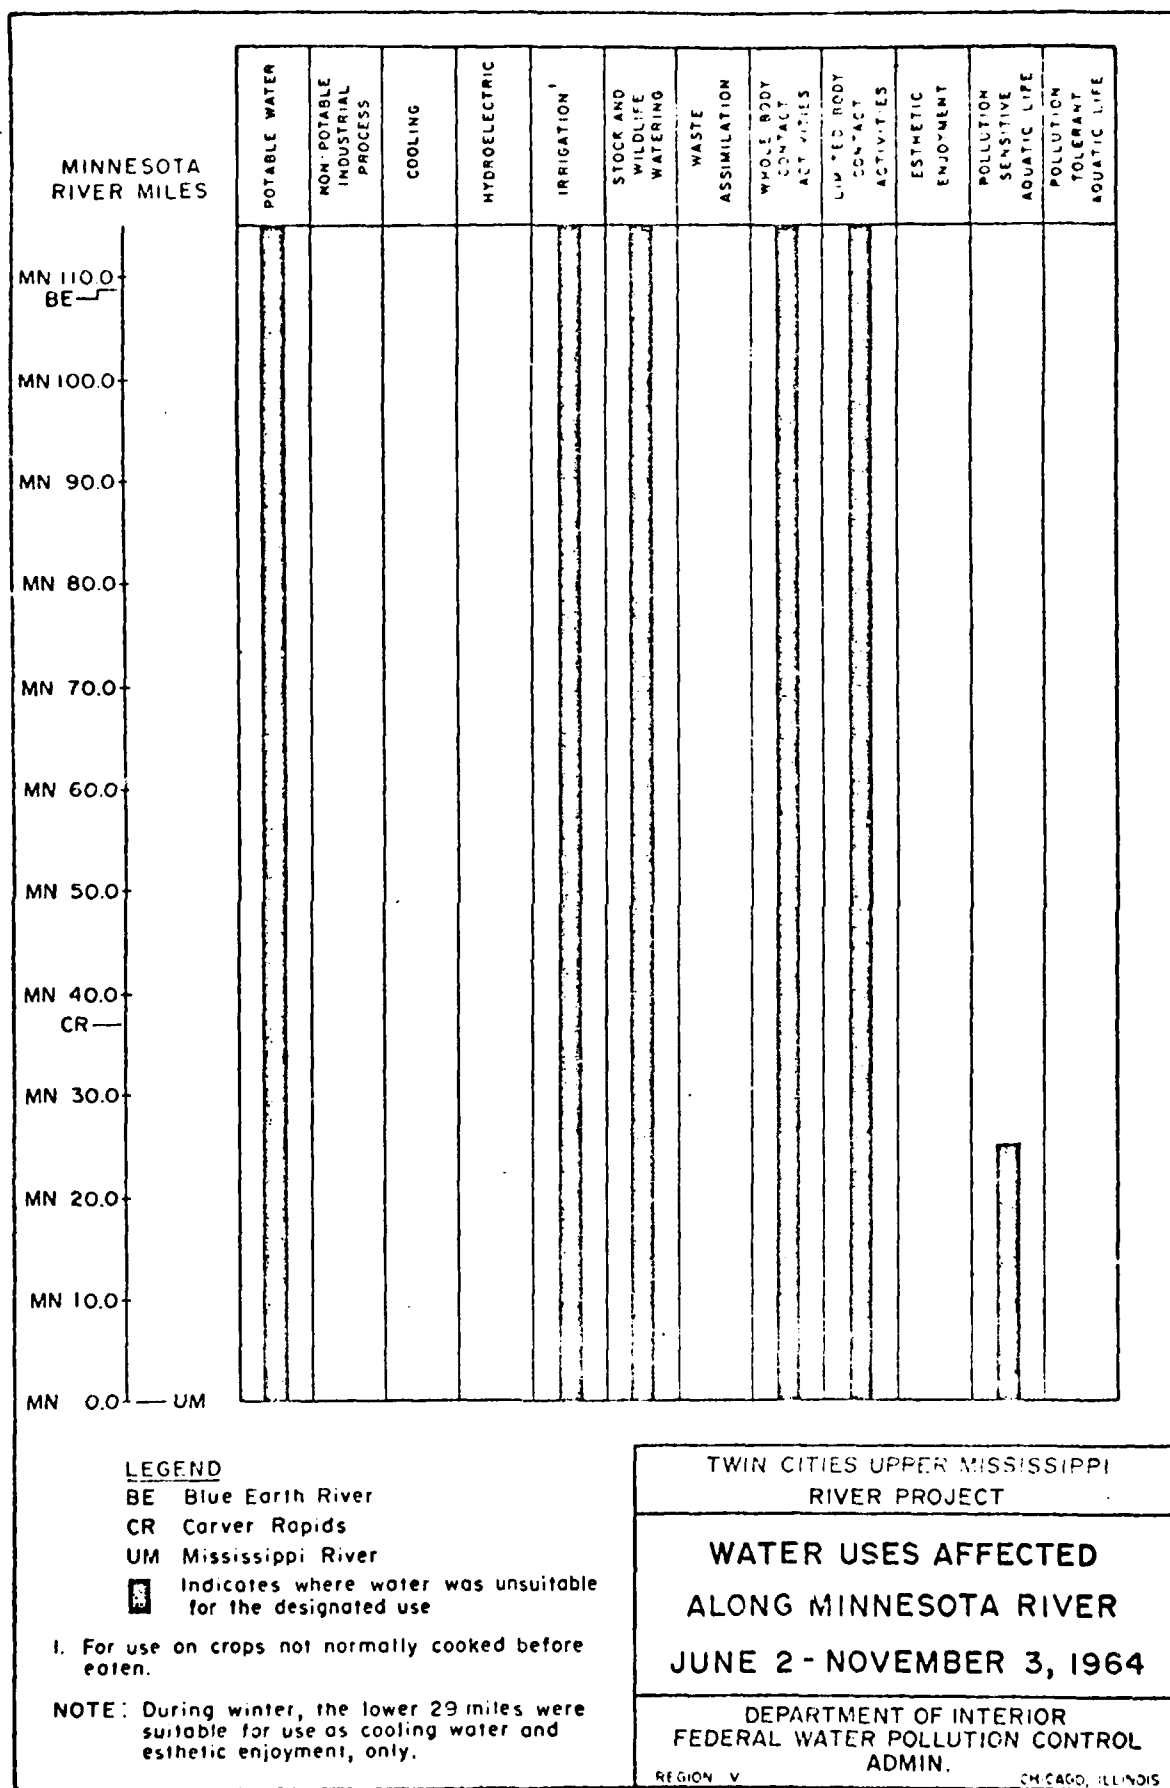 MINNESOTA
RIVER MILES
POTABLE WATER
NON-POTABLE
INDUSTRIAL
PROCESS
COOLING
HYDROELECTRIC
IRRIGATION¹
STOCK AND
WILDLIFE
WATERING
WASTE
ASSIMILATION
WHOLE BODY
CONTACT
ACTIVITIES
LIMITED BODY
CONTACT
ACTIVITIES
ESTHETIC
ENJOYMENT
POLLUTION
SENSITIVE
AQUATIC LIFE
POLLUTION
TOLERANT
AQUATIC LIFE
MN 110.0
BE
MN 100.0
MN 90.0
MN 80.0
MN 70.0
MN 60.0
MN 50.0
MN 40.0
CR
MN 30.0
MN 20.0
MN 10.0
MN 0.0 UM
LEGEND
BE Blue Earth River
CR Carver Rapids
UM Mississippi River
Indicates where water was unsuitable
for the designated use
1. For use on crops not normally cooked before
eaten.
NOTE: During winter, the lower 29 miles were
suitable for use as cooling water and
esthetic enjoyment, only.
TWIN CITIES UPPER MISSISSIPPI
RIVER PROJECT
WATER USES AFFECTED
ALONG MINNESOTA RIVER
JUNE 2 - NOVEMBER 3, 1964
DEPARTMENT OF INTERIOR
FEDERAL WATER POLLUTION CONTROL
ADMIN.
REGION V CHICAGO, ILLINOIS